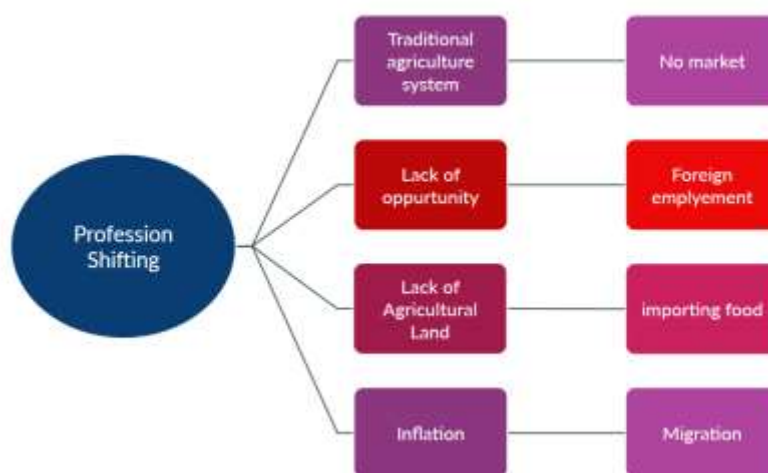 Profession
Shifting
Traditional
agriculture
system
No market
Lack of
oppurtunity
Foreign
emplyement
Lack of
Agricultural
Land
importing food
Inflation
Migration